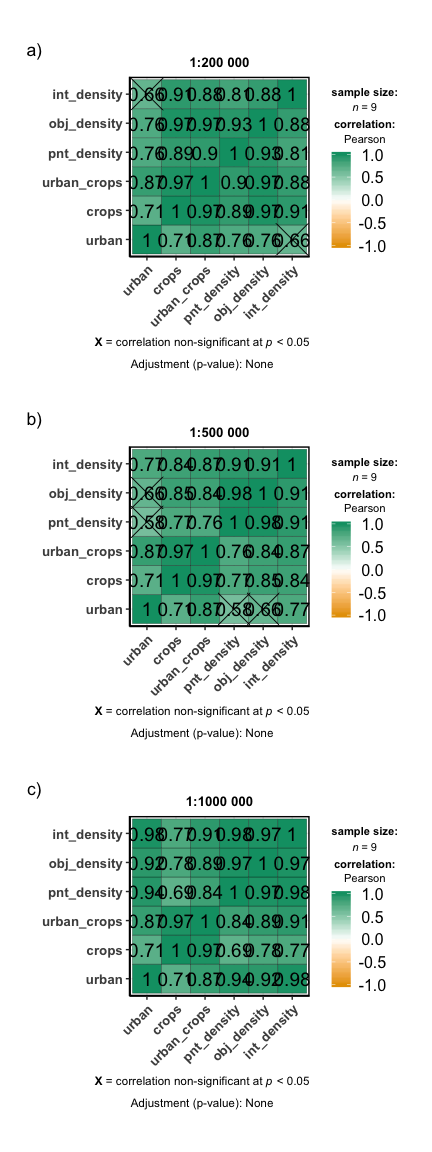 a)
1:200 000
int_density 0.66 0.91 0.88 0.81 0.88 1
obj_density 0.76 0.97 0.97 0.93 1 0.88
pnt_density 0.76 0.89 0.9 1 0.93 0.81
urban_crops 0.87 0.97 1 0.9 0.97 0.88
crops 0.71 1 0.97 0.89 0.97 0.91
urban 1 0.71 0.87 0.76 0.76 0.66
urban crops urban_crops pnt_density obj_density int_density
sample size:
n = 9
correlation:
Pearson
1.0
0.5
0.0
-0.5
-1.0
X = correlation non-significant at p < 0.05
Adjustment (p-value): None
b)
1:500 000
int_density 0.77 0.84 0.87 0.91 0.91 1
obj_density 0.66 0.85 0.84 0.98 1 0.91
pnt_density 0.58 0.77 0.76 1 0.98 0.91
urban_crops 0.87 0.97 1 0.76 0.84 0.87
crops 0.71 1 0.97 0.77 0.85 0.84
urban 1 0.71 0.87 0.58 0.66 0.77
urban crops urban_crops pnt_density obj_density int_density
sample size:
n = 9
correlation:
Pearson
1.0
0.5
0.0
-0.5
-1.0
X = correlation non-significant at p < 0.05
Adjustment (p-value): None
c)
1:1000 000
int_density 0.98 0.77 0.91 0.98 0.97 1
obj_density 0.92 0.78 0.89 0.97 1 0.97
pnt_density 0.94 0.69 0.84 1 0.97 0.98
urban_crops 0.87 0.97 1 0.84 0.89 0.91
crops 0.71 1 0.97 0.69 0.78 0.77
urban 1 0.71 0.87 0.94 0.92 0.98
urban crops urban_crops pnt_density obj_density int_density
sample size:
n = 9
correlation:
Pearson
1.0
0.5
0.0
-0.5
-1.0
X = correlation non-significant at p < 0.05
Adjustment (p-value): None